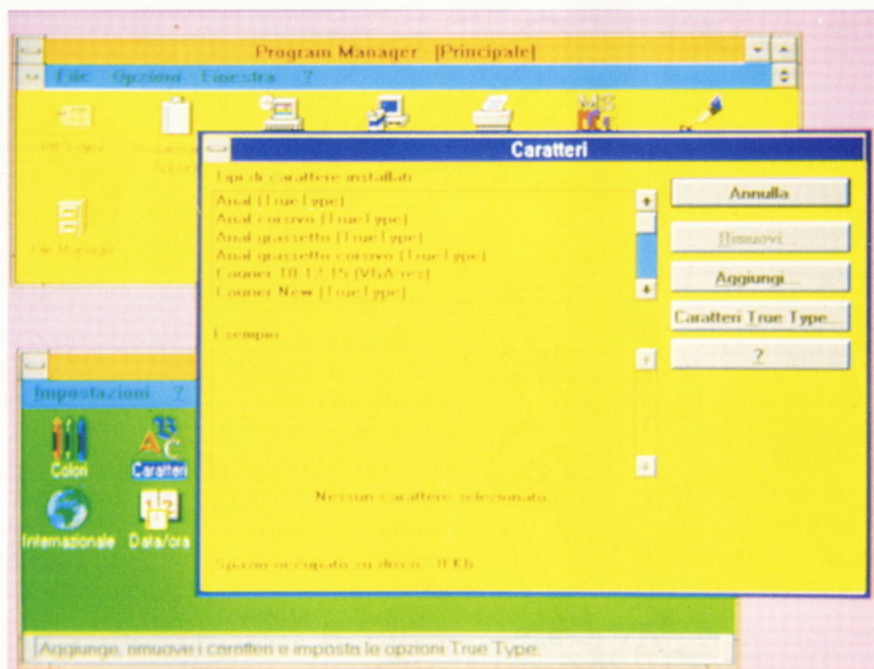 Program Manager - [Principale]
File Opzioni Finestra ?
PIF Editor
MS
File Manager
Caratteri
Tipi di carattere installati
Arial (TrueType)
Arial corsivo (TrueType)
Arial grassetto (TrueType)
Arial grassetto corsivo (TrueType)
Courier 10,12,15 (VGA res)
Courier New (TrueType)
Esempio
Nessun carattere selezionato
Spazio occupato su disco: 0 Kb
Annulla
Rimuovi...
Aggiungi...
Caratteri True Type...
?
Impostazioni ?
Colori
Caratteri
Internazionale
Data/ora
Aggiunge, rimuove i caratteri e imposta le opzioni True Type.